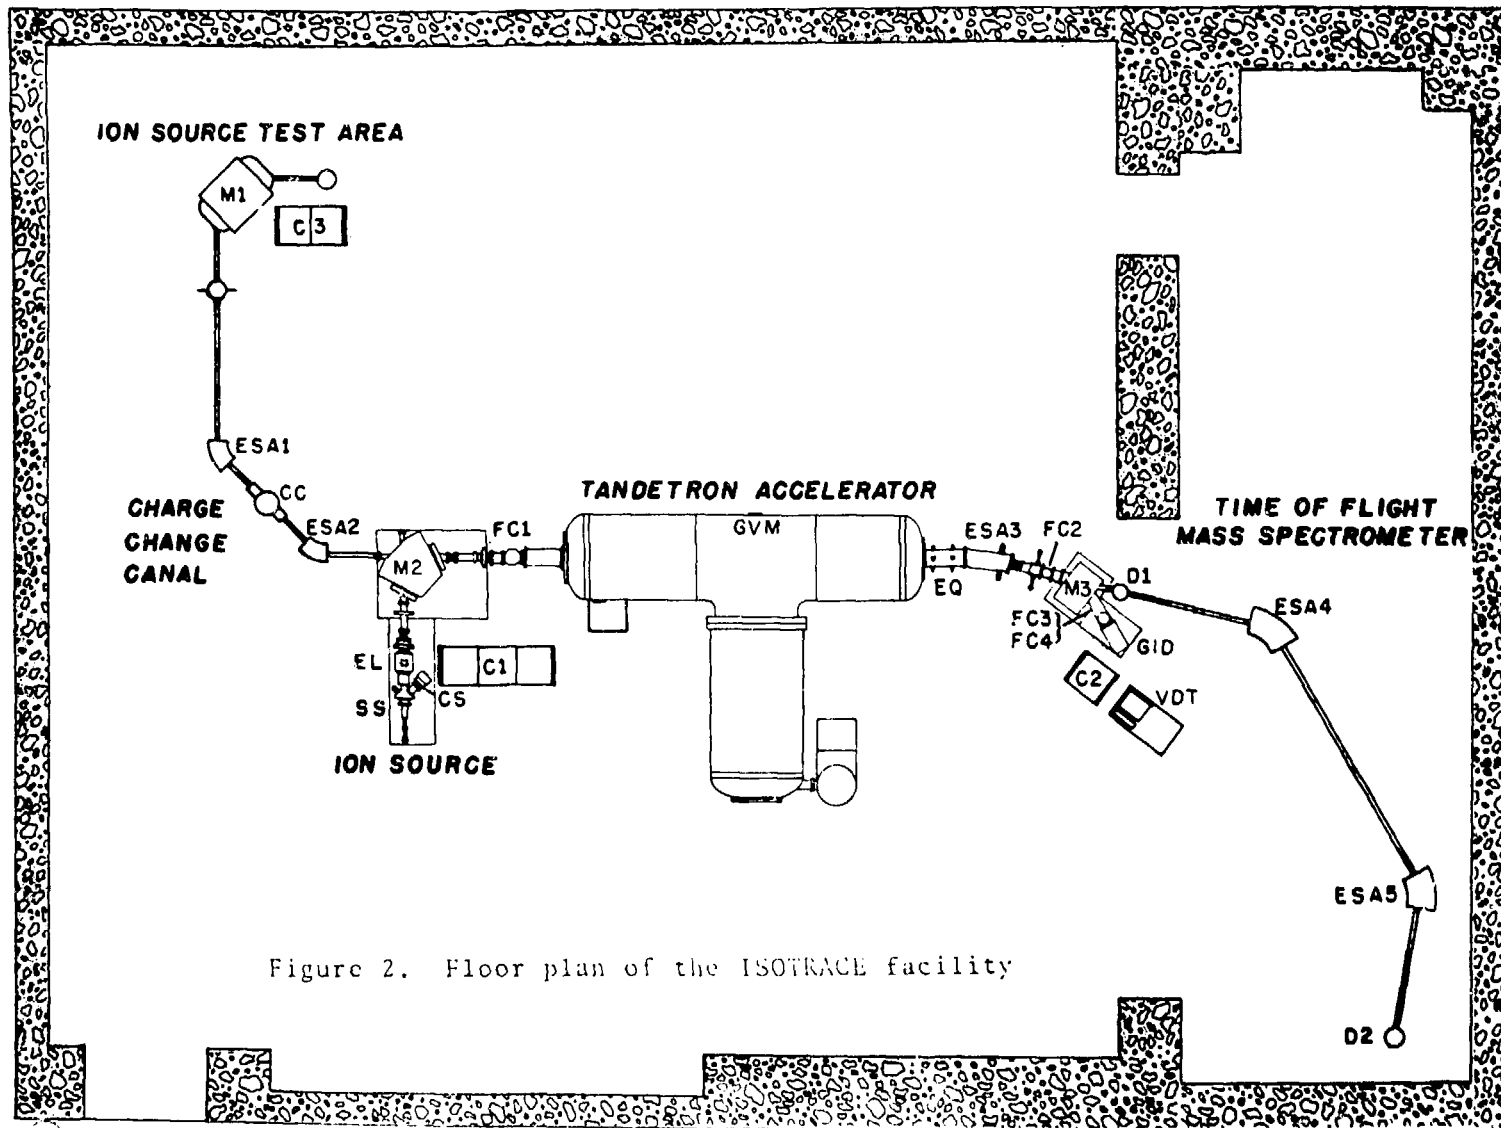 ION SOURCE TEST AREA
M1
C 3
ESA1
CC
CHARGE
CHANGE
CANAL
ESA2
M2
FC1
TANDETRON ACCELERATOR
GVM
ESA3
FC2
EQ
M3
D1
FC3
FC4
GID
C2
VDT
TIME OF FLIGHT
MASS SPECTROMETER
ESA4
ESA5
D2
EL
C1
CS
SS
ION SOURCE
Figure 2. Floor plan of the ISOTRACE facility